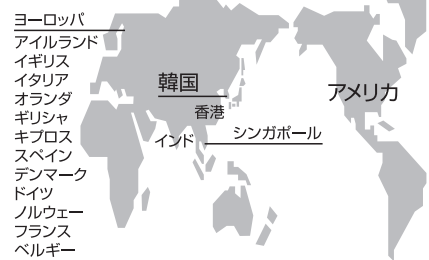 ヨーロッパ
アイルランド
イギリス
イタリア
オランダ
ギリシャ
キプロス
スペイン
デンマーク
ドイツ
ノルウェー
フランス
ベルギー
韓国
香港
インド
シンガポール
アメリカ